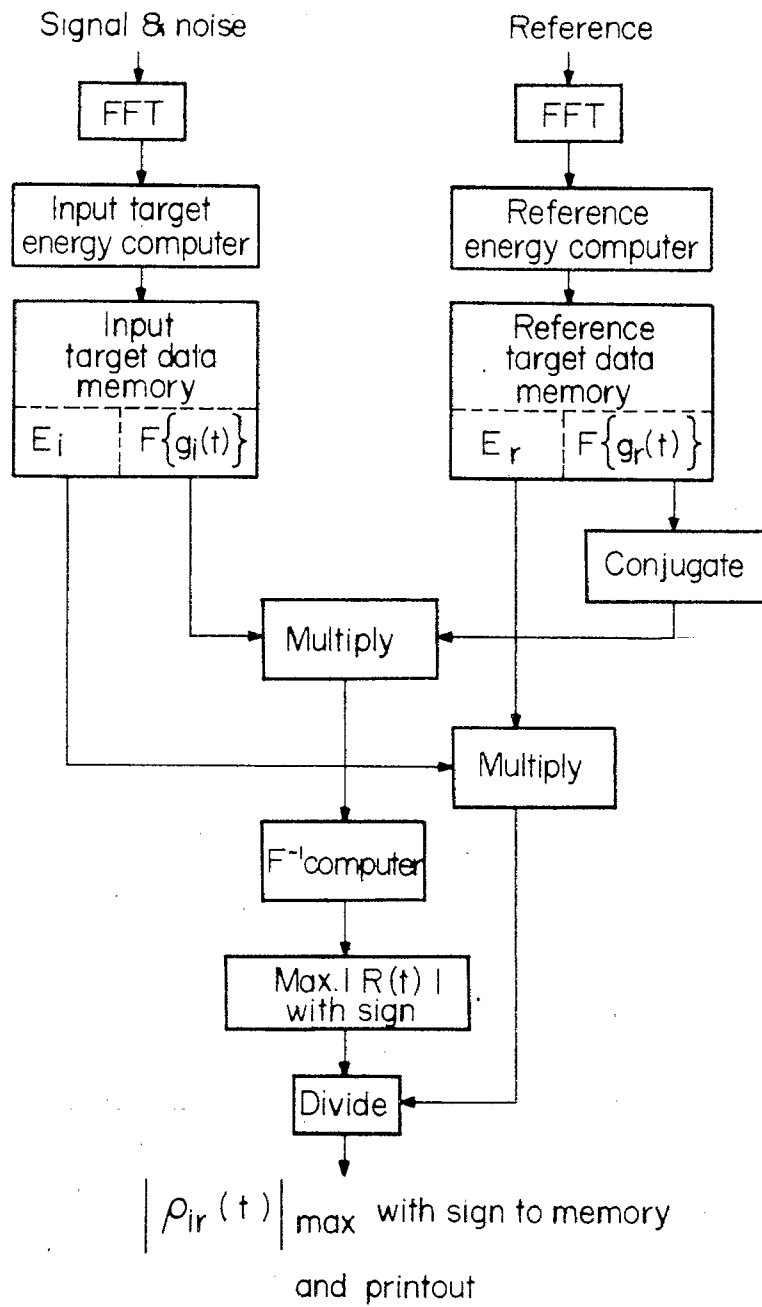 Signal & noise
Reference
FFT
FFT
Input target
energy computer
Reference
energy computer
Input
target data
memory
E_i
F{g_i(t)}
Reference
target data
memory
E_r
F{g_r(t)}
Conjugate
Multiply
Multiply
F⁻¹ computer
Max. | R(t) |
with sign
Divide
|ρ_ir (t)|_max with sign to memory
and printout